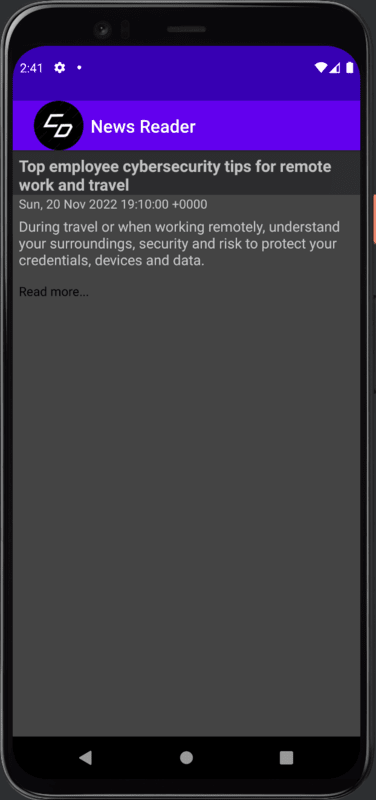 2:41
CD News Reader
Top employee cybersecurity tips for remote
work and travel
Sun, 20 Nov 2022 19:10:00 +0000
During travel or when working remotely, understand
your surroundings, security and risk to protect your
credentials, devices and data.
Read more...